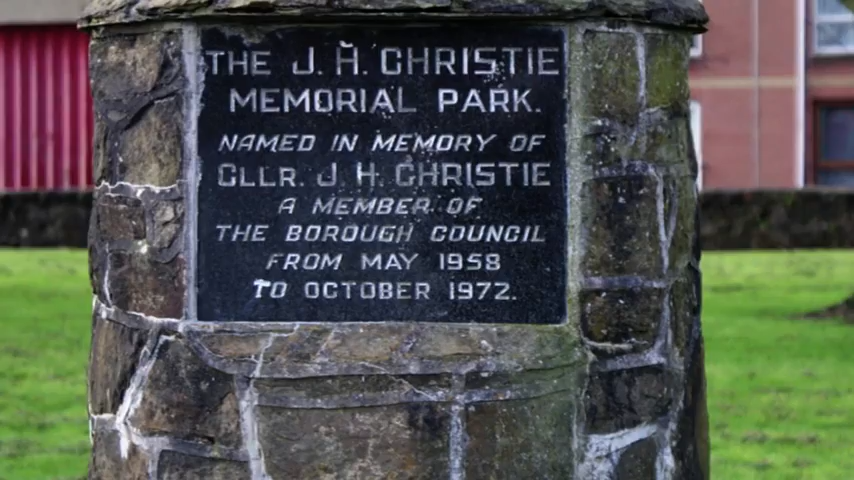 THE J. H. CHRISTIE
MEMORIAL PARK.
NAMED IN MEMORY OF
CLLR. J H. CHRISTIE
A MEMBER OF
THE BOROUGH COUNCIL
FROM MAY 1958
TO OCTOBER 1972.